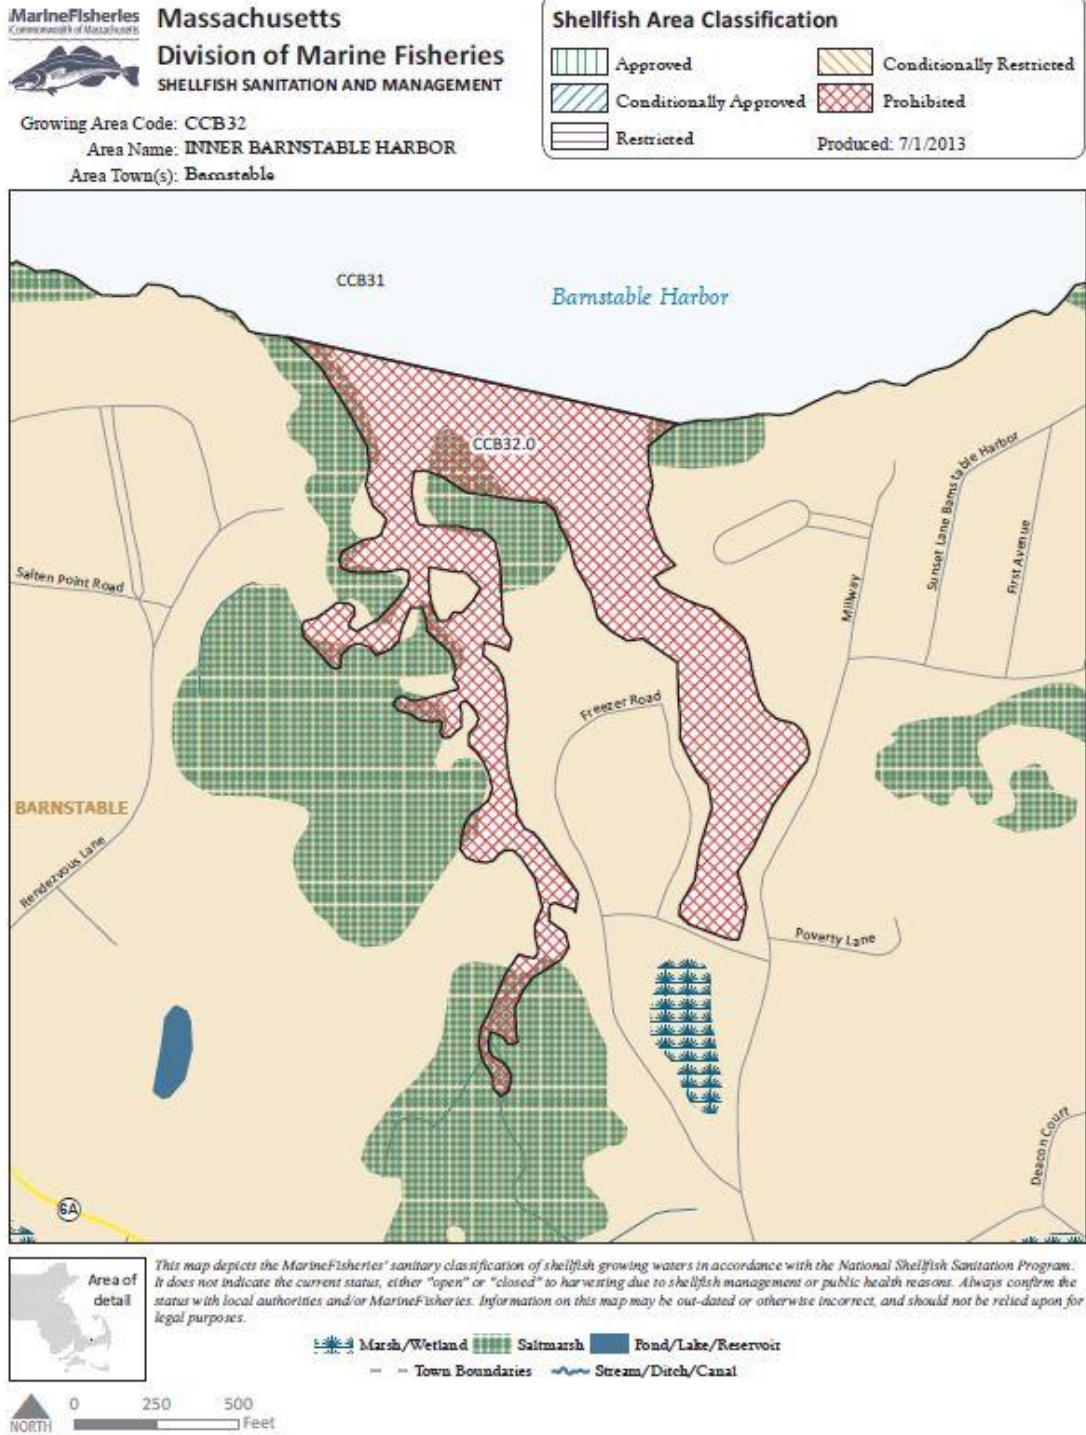 MarineFisheries
Commonwealth of Massachusetts
Massachusetts
Division of Marine Fisheries
SHELLFISH SANITATION AND MANAGEMENT
Growing Area Code: CCB32
Area Name: INNER BARNSTABLE HARBOR
Area Town(s): Barnstable
Shellfish Area Classification
Approved
Conditionally Approved
Restricted
Conditionally Restricted
Prohibited
Produced: 7/1/2013
CCB31
Barnstable Harbor
CCB32.0
Salten Point Road
Millway
Sunset Lane Barnstable Harbor
First Avenue
Freezer Road
BARNSTABLE
Rendezvous Lane
Poverty Lane
Deacon Court
6A
Area of
detail
This map depicts the MarineFisheries' sanitary classification of shellfish growing waters in accordance with the National Shellfish Sanitation Program.
It does not indicate the current status, either "open" or "closed" to harvesting due to shellfish management or public health reasons. Always confirm the
status with local authorities and/or MarineFisheries. Information on this map may be out-dated or otherwise incorrect, and should not be relied upon for
legal purposes.
Marsh/Wetland Saltmarsh Pond/Lake/Reservoir
Town Boundaries Stream/Ditch/Canal
NORTH
0 250 500
Feet